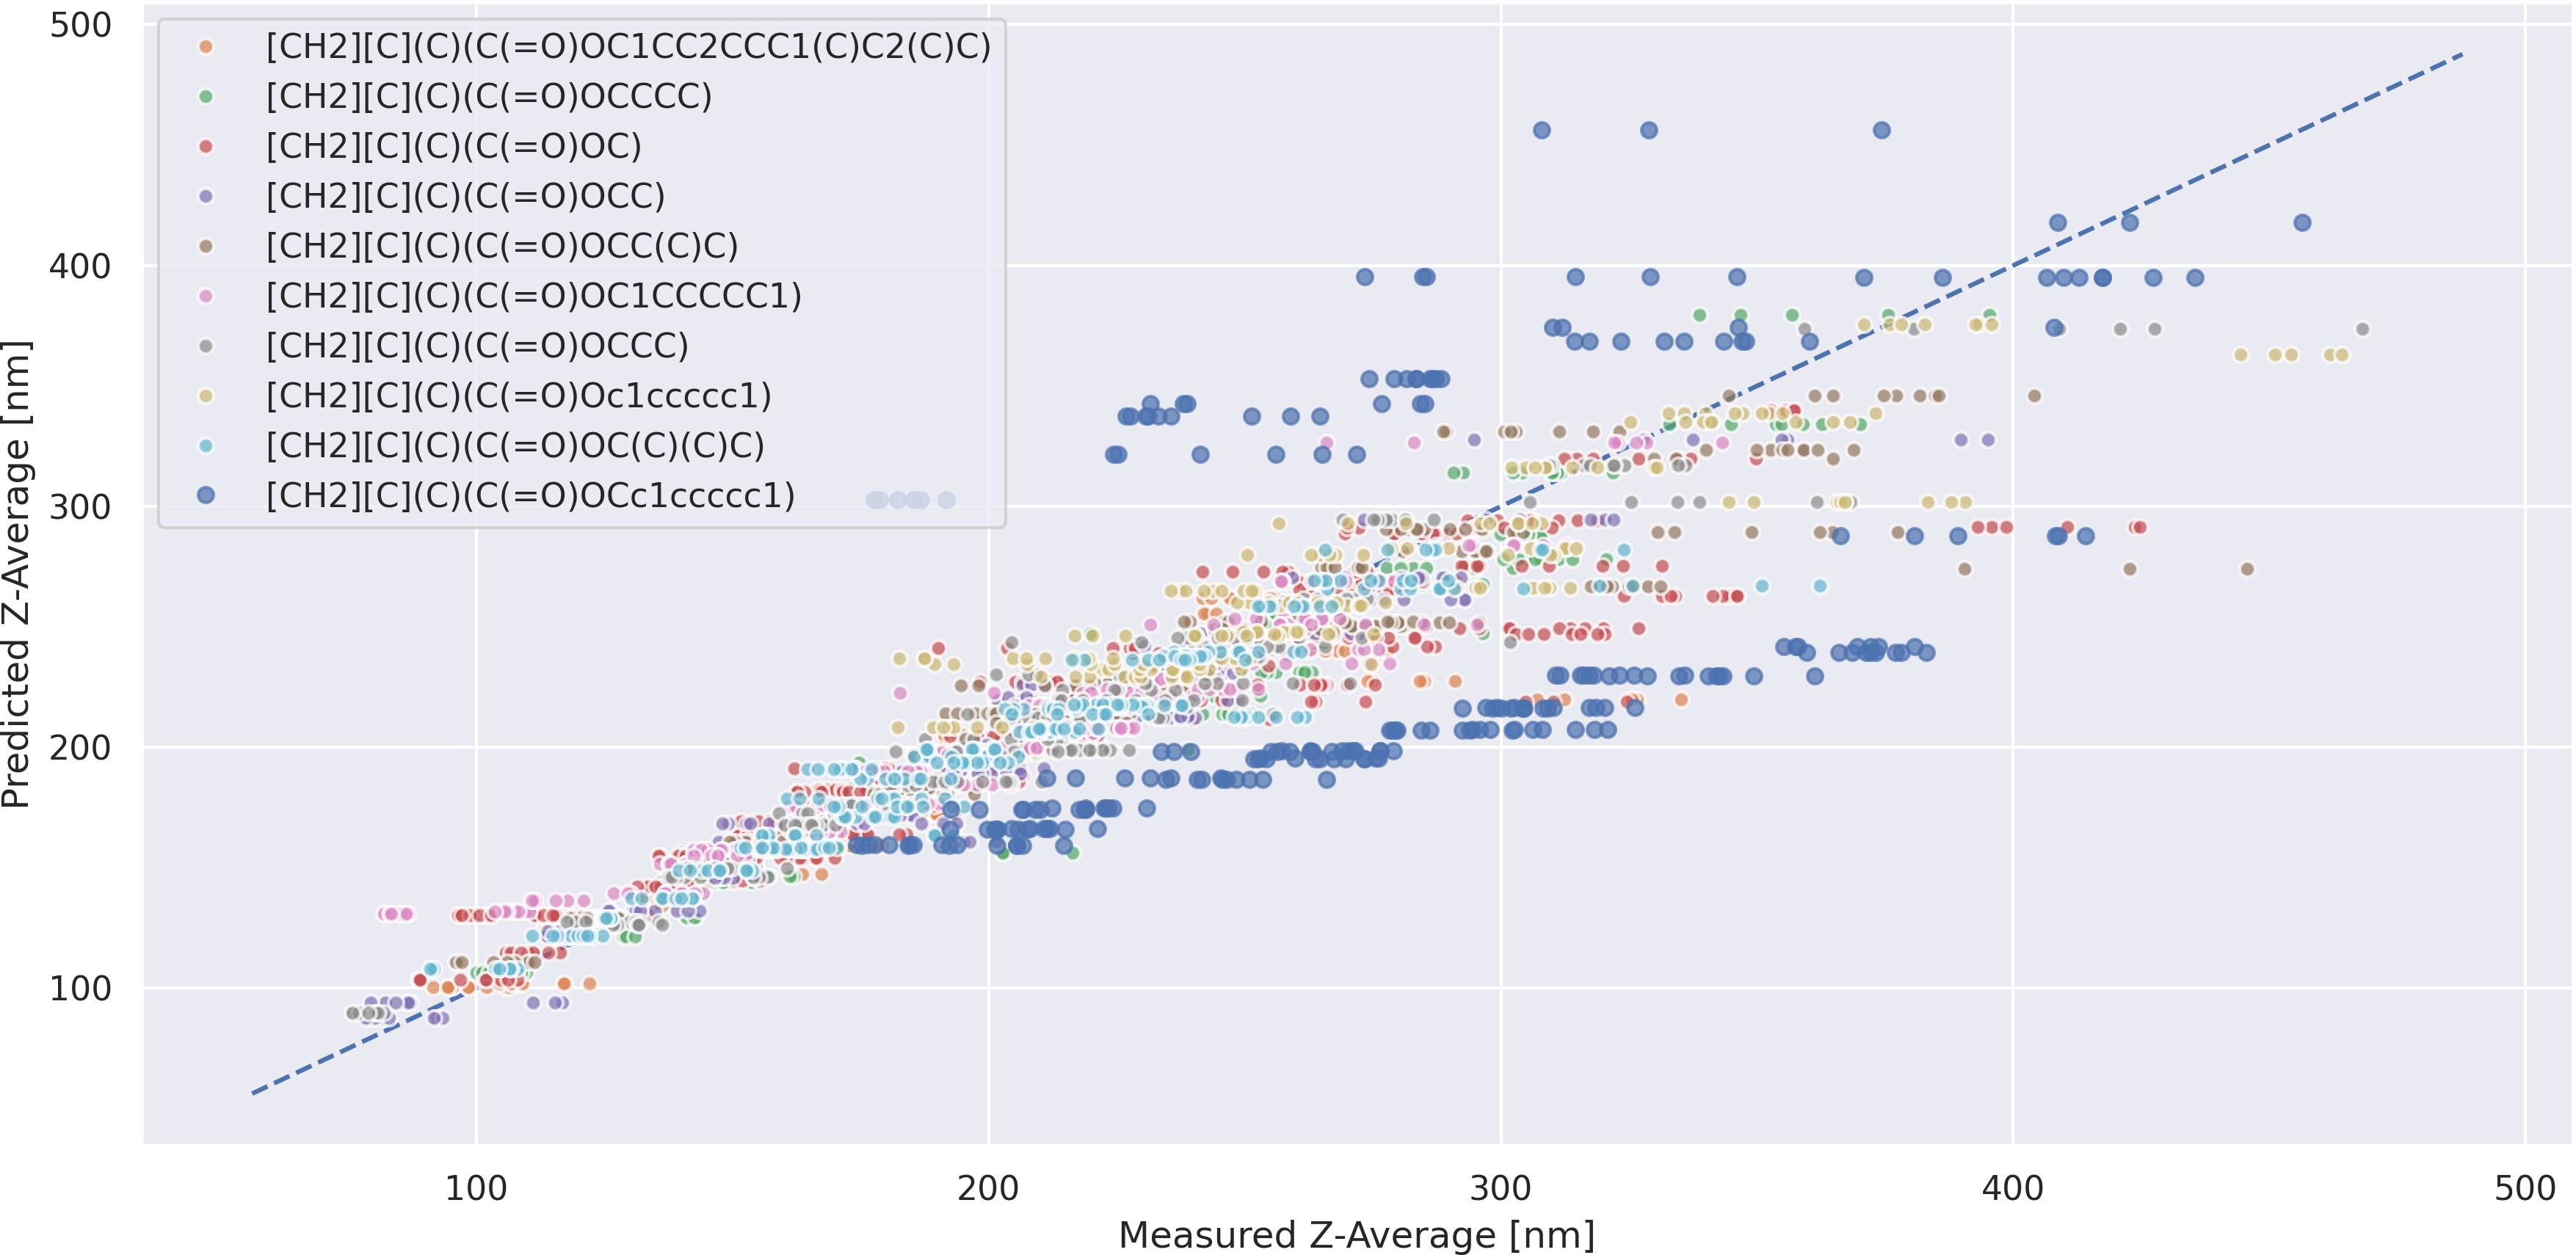 500
400
300
200
100
Predicted Z-Average [nm]
[CH2][C](C)(C(=O)OC1CC2CCC1(C)C2(C)C)
[CH2][C](C)(C(=O)OCCCC)
[CH2][C](C)(C(=O)OC)
[CH2][C](C)(C(=O)OCC)
[CH2][C](C)(C(=O)OCC(C)C)
[CH2][C](C)(C(=O)OC1CCCCC1)
[CH2][C](C)(C(=O)OCCC)
[CH2][C](C)(C(=O)Oc1ccccc1)
[CH2][C](C)(C(=O)OC(C)(C)C)
[CH2][C](C)(C(=O)OCc1ccccc1)
100 200 300 400 500
Measured Z-Average [nm]